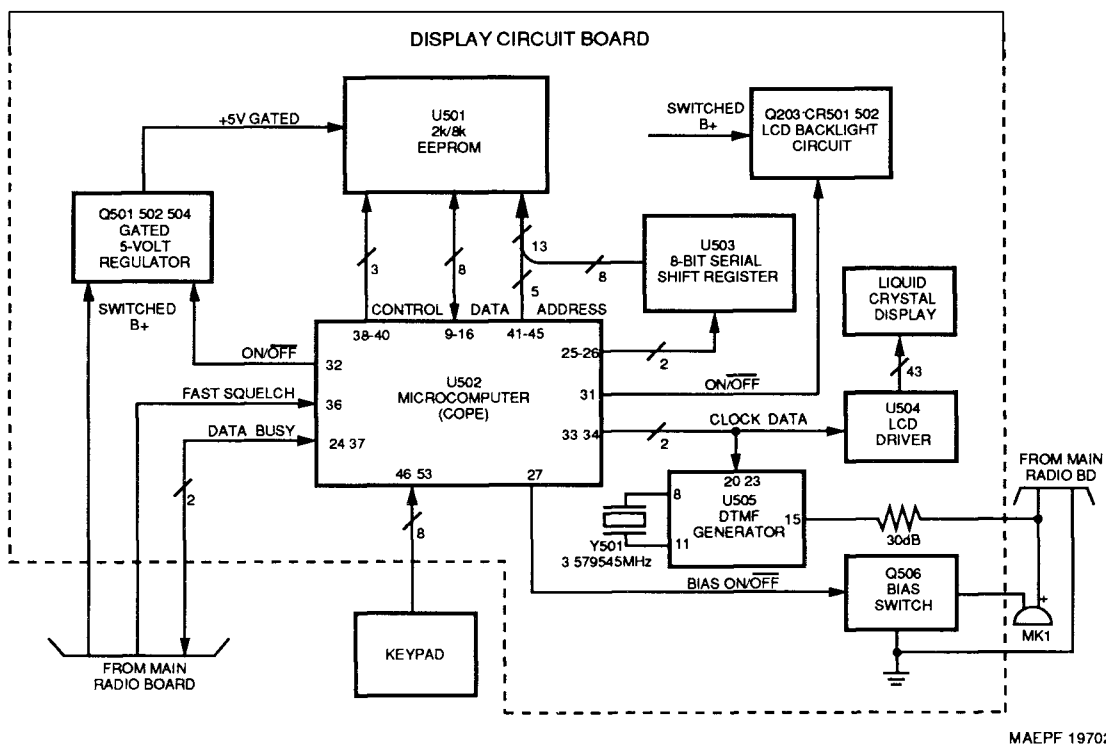 DISPLAY CIRCUIT BOARD
U501
2k/8k
EEPROM
+5V GATED
SWITCHED
B+
Q203·CR501 502
LCD BACKLIGHT
CIRCUIT
Q501 502 504
GATED
5-VOLT
REGULATOR
U503
8-BIT SERIAL
SHIFT REGISTER
13
8
3
8
5
SWITCHED
B+
LIQUID
CRYSTAL
DISPLAY
CONTROL DATA ADDRESS
38-40
9-16
41-45
25-26
2
43
ON/OFF
32
U502
MICROCOMPUTER
(COPE)
31
ON/OFF
FAST SQUELCH
36
33 34
2
CLOCK DATA
U504
LCD
DRIVER
DATA BUSY
24 37
2
46 53
27
8
20 23
U505
DTMF
GENERATOR
8
11
15
Y501
3 579545MHz
30dB
FROM MAIN
RADIO BD
BIAS ON/OFF
Q506
BIAS
SWITCH
+
MK1
KEYPAD
FROM MAIN
RADIO BOARD
MAEPF 19702